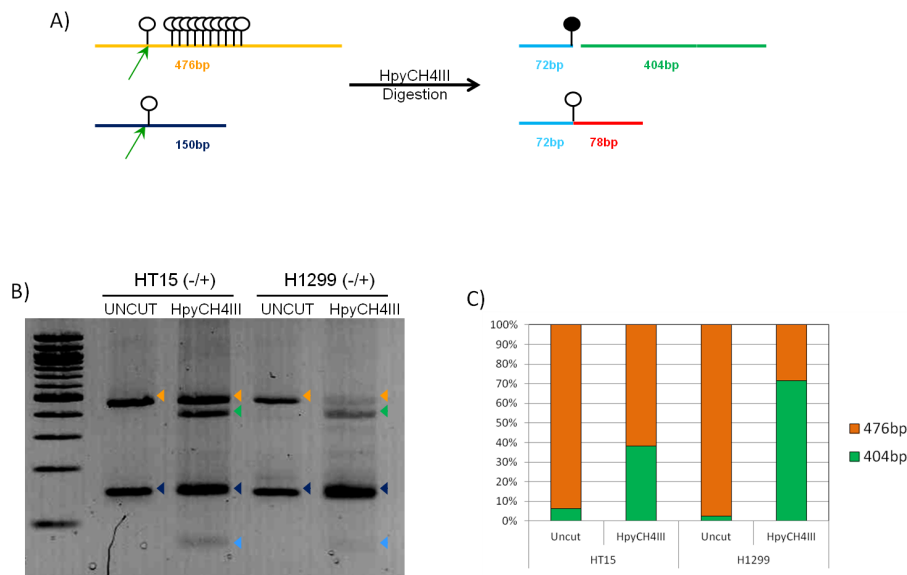 A)
476bp
150bp
HpyCH4III
Digestion
72bp 404bp
72bp 78bp
B)
HT15 (-/+) H1299 (-/+)
UNCUT HpyCH4III UNCUT HpyCH4III
C)
100%
90%
80%
70%
60%
50%
40%
30%
20%
10%
0%
Uncut HpyCH4III Uncut HpyCH4III
HT15 H1299
476bp
404bp